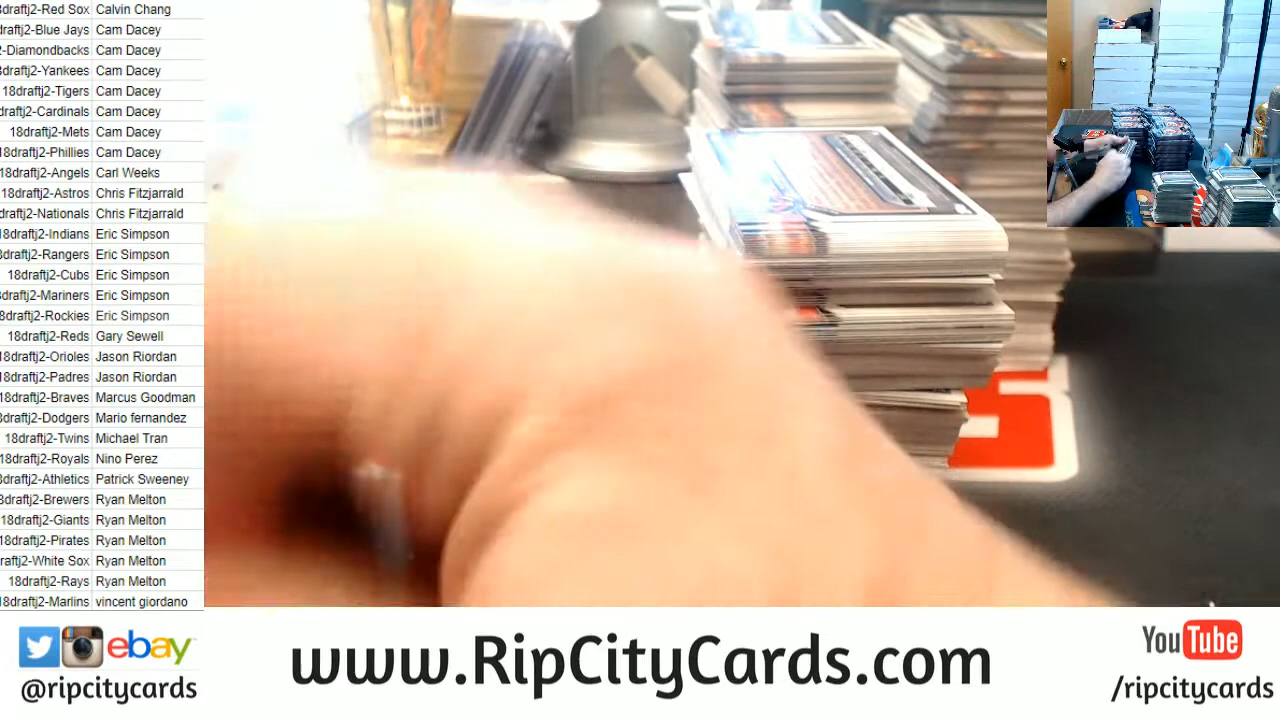 draftj2-Red Sox Calvin Chang
draftj2-Blue Jays Cam Dacey
2-Diamondbacks Cam Dacey
draftj2-Yankees Cam Dacey
18draftj2-Tigers Cam Dacey
draftj2-Cardinals Cam Dacey
18draftj2-Mets Cam Dacey
18draftj2-Phillies Cam Dacey
18draftj2-Angels Carl Weeks
18draftj2-Astros Chris Fitzjarrald
draftj2-Nationals Chris Fitzjarrald
18draftj2-Indians Eric Simpson
draftj2-Rangers Eric Simpson
18draftj2-Cubs Eric Simpson
draftj2-Mariners Eric Simpson
8draftj2-Rockies Eric Simpson
18draftj2-Reds Gary Sewell
18draftj2-Orioles Jason Riordan
18draftj2-Padres Jason Riordan
18draftj2-Braves Marcus Goodman
draftj2-Dodgers Mario fernandez
18draftj2-Twins Michael Tran
18draftj2-Royals Nino Perez
draftj2-Athletics Patrick Sweeney
draftj2-Brewers Ryan Melton
18draftj2-Giants Ryan Melton
18draftj2-Pirates Ryan Melton
raftj2-White Sox Ryan Melton
18draftj2-Rays Ryan Melton
18draftj2-Marlins vincent giordano
ebay
@ripcitycards
www.RipCityCards.com
YouTube
/ripcitycards